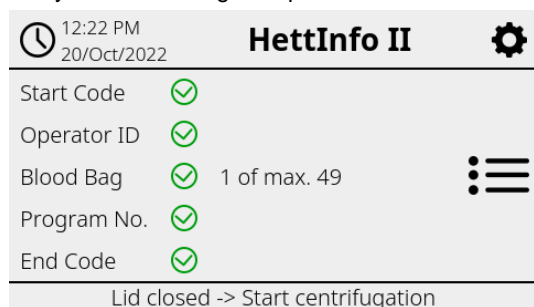 12:22 PM
20/Oct/2022
HettInfo II
Start Code
Operator ID
Blood Bag 1 of max. 49
Program No.
End Code
Lid closed -> Start centrifugation